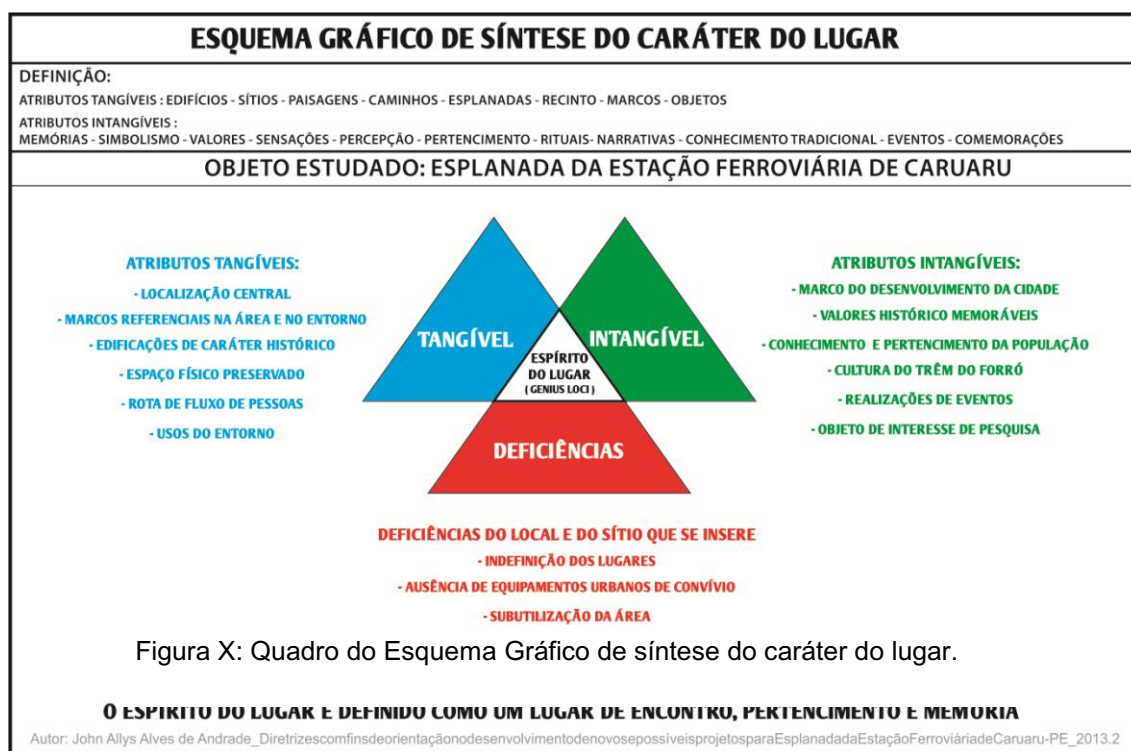 ESQUEMA GRÁFICO DE SÍNTESE DO CARÁTER DO LUGAR
DEFINIÇÃO:
ATRIBUTOS TANGÍVEIS : EDIFÍCIOS - SÍTIOS - PAISAGENS - CAMINHOS - ESPLANADAS - RECINTO - MARCOS - OBJETOS
ATRIBUTOS INTANGÍVEIS :
MEMÓRIAS - SIMBOLISMO - VALORES - SENSAÇÕES - PERCEPÇÃO - PERTENCIMENTO - RITUAIS- NARRATIVAS - CONHECIMENTO TRADICIONAL - EVENTOS - COMEMORAÇÕES
OBJETO ESTUDADO: ESPLANADA DA ESTAÇÃO FERROVIÁRIA DE CARUARU
ATRIBUTOS TANGÍVEIS:
- LOCALIZAÇÃO CENTRAL
- MARCOS REFERENCIAIS NA ÁREA E NO ENTORNO
- EDIFICAÇÕES DE CARÁTER HISTÓRICO
- ESPAÇO FÍSICO PRESERVADO
- ROTA DE FLUXO DE PESSOAS
- USOS DO ENTORNO
TANGÍVEL
INTANGÍVEL
ESPÍRITO
DO LUGAR
( GENIUS LOCI )
DEFICIÊNCIAS
ATRIBUTOS INTANGÍVEIS:
- MARCO DO DESENVOLVIMENTO DA CIDADE
- VALORES HISTÓRICO MEMORÁVEIS
- CONHECIMENTO E PERTENCIMENTO DA POPULAÇÃO
- CULTURA DO TRÊM DO FORRÓ
- REALIZAÇÕES DE EVENTOS
- OBJETO DE INTERESSE DE PESQUISA
DEFICIÊNCIAS DO LOCAL E DO SÍTIO QUE SE INSERE
- INDEFINIÇÃO DOS LUGARES
- AUSÊNCIA DE EQUIPAMENTOS URBANOS DE CONVÍVIO
- SUBUTILIZAÇÃO DA ÁREA
Figura X: Quadro do Esquema Gráfico de síntese do caráter do lugar.
O ESPÍRITO DO LUGAR É DEFINIDO COMO UM LUGAR DE ENCONTRO, PERTENCIMENTO E MEMÓRIA
Autor: John Allys Alves de Andrade_DiretrizescomfinsdeorientaçãonodesenvolvimentodenovosepossíveisprojetosparaEsplanadadaEstaçãoFerroviáriadeCaruaru-PE_2013.2